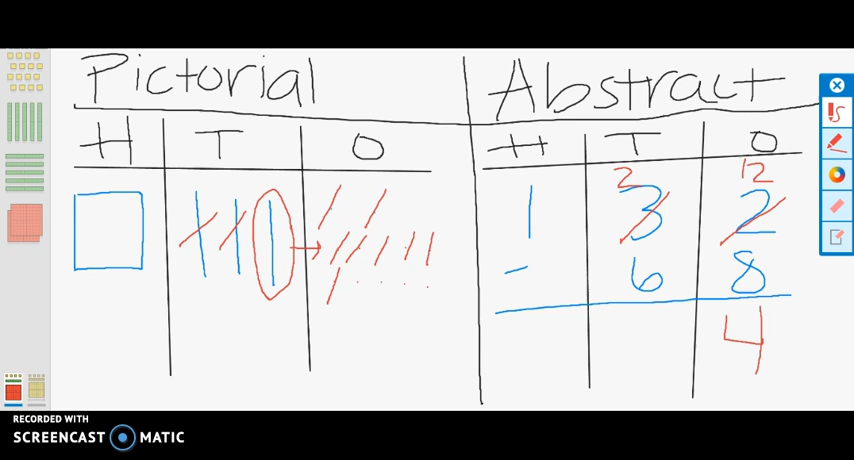 Pictorial Abstract
H T O H T O
2 12
1 3 2
- 6 8
4
RECORDED WITH
SCREENCAST MATIC